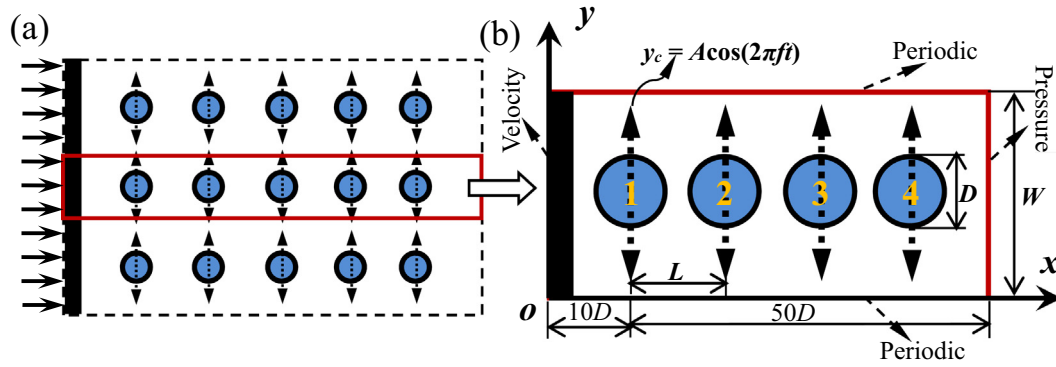 (a)
(b)
y
y_c = Acos(2πft)
Periodic
Velocity
Pressure
1
2
3
4
D
W
L
x
o
10D
50D
Periodic